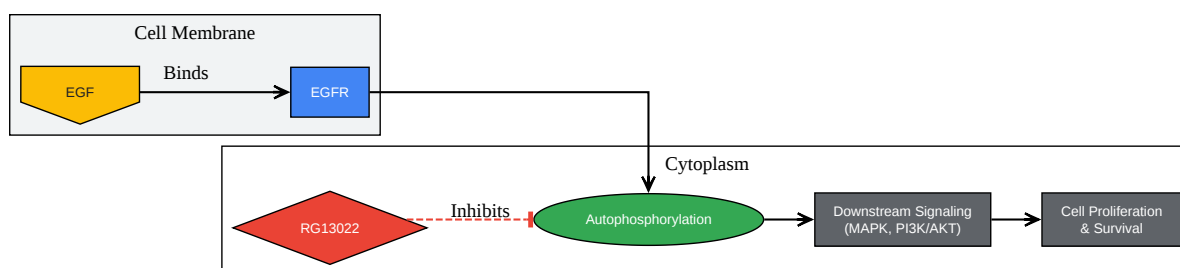 Cell Membrane
Binds
EGF
EGFR
Cytoplasm
RG13022
Inhibits
Autophosphorylation
Downstream Signaling
(MAPK, PI3K/AKT)
Cell Proliferation
& Survival